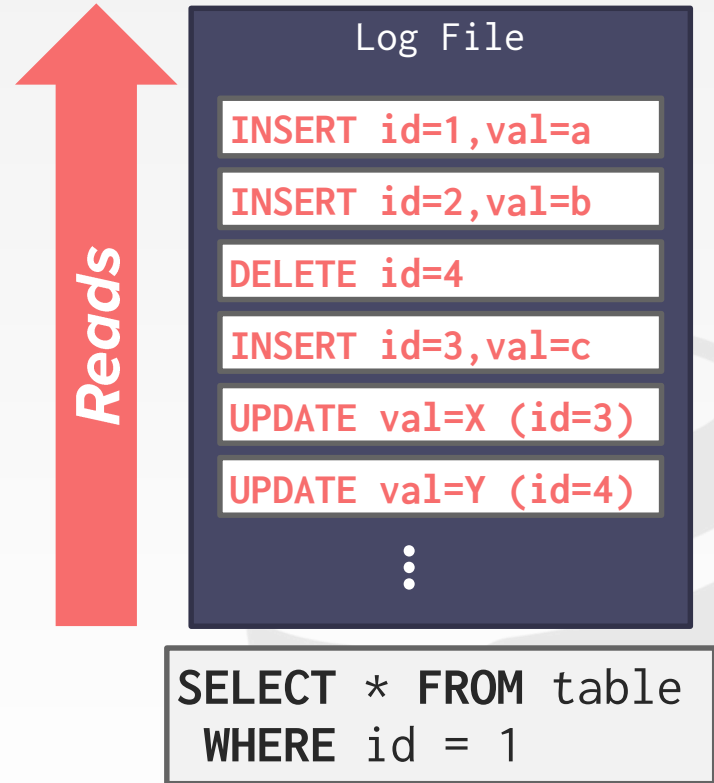 Log File
INSERT id=1,val=a
INSERT id=2,val=b
DELETE id=4
INSERT id=3,val=c
UPDATE val=X (id=3)
UPDATE val=Y (id=4)
Reads
SELECT * FROM table
WHERE id = 1